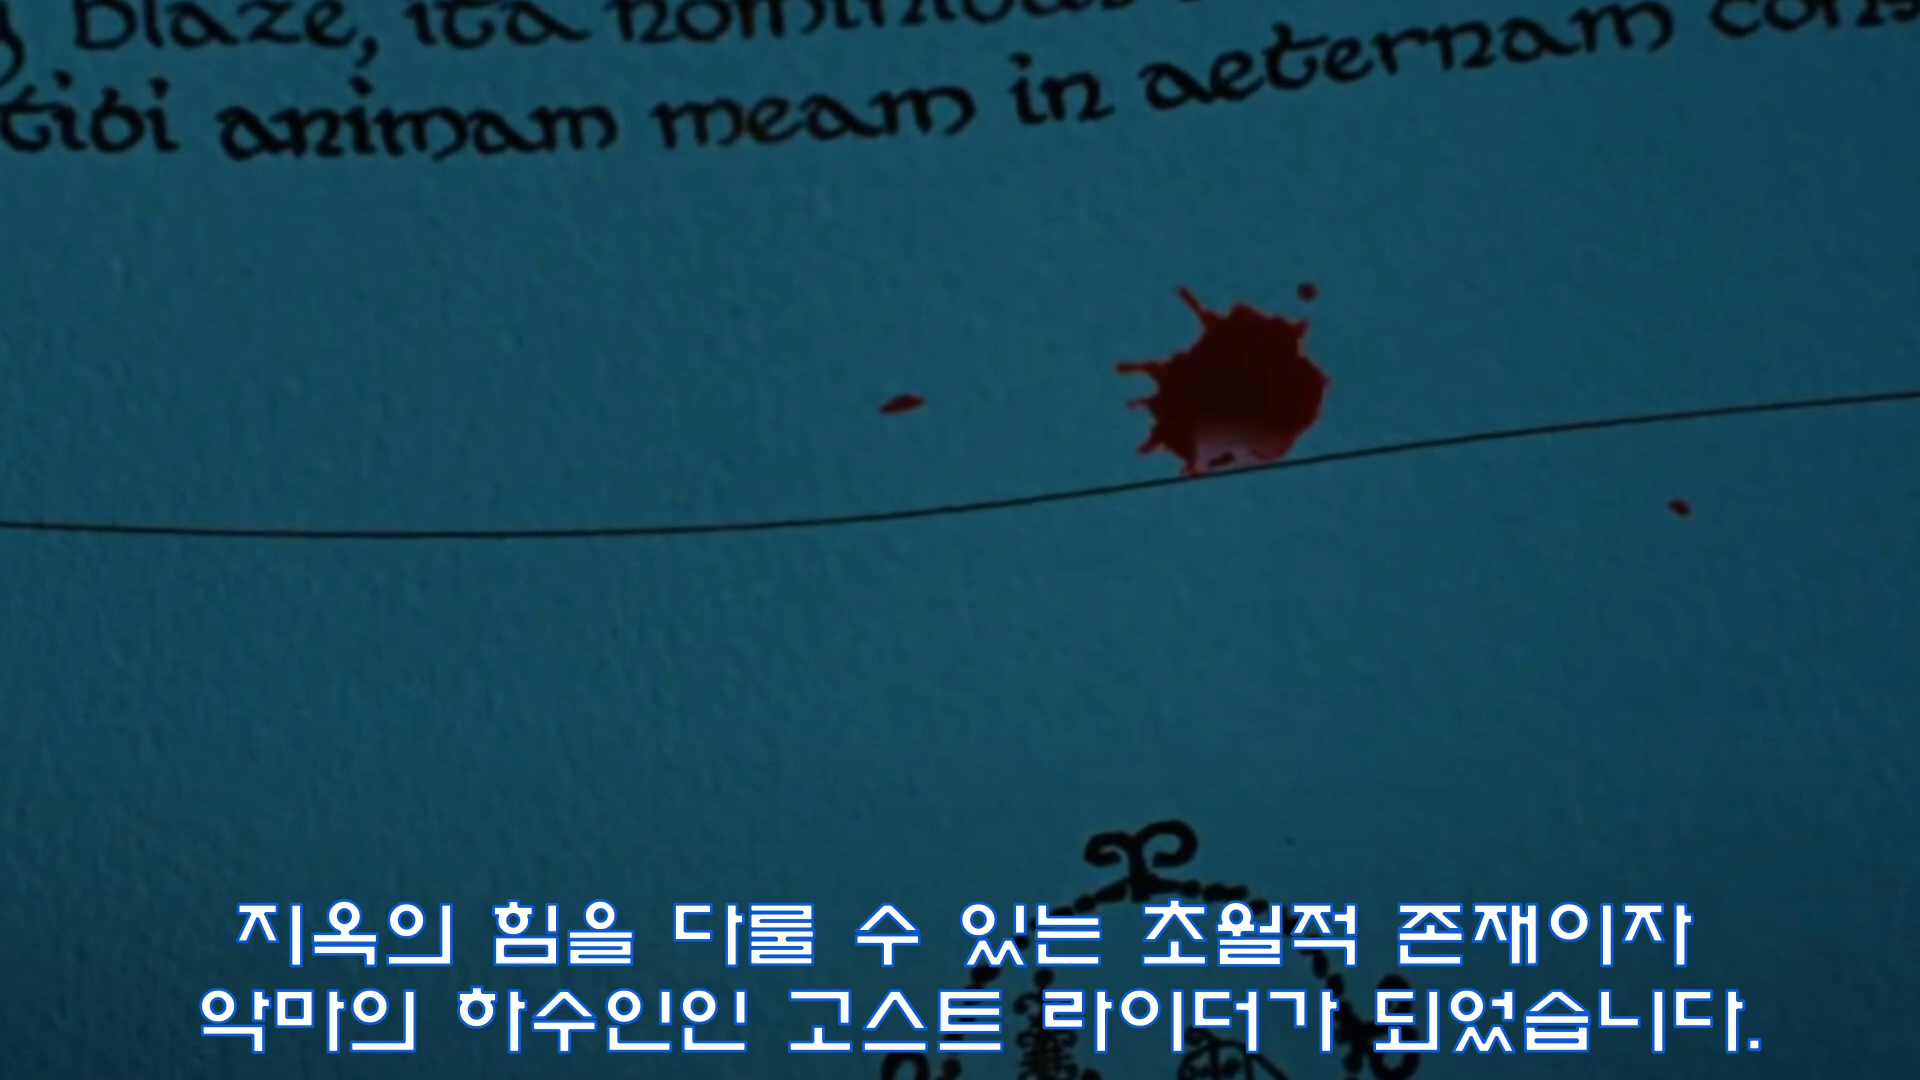 Blaze, ita nominibus
tibi animam meam in aeternam cons
지옥의 힘을 다룰 수 있는 초월적 존재이자
악마의 하수인인 고스트 라이더가 되었습니다.